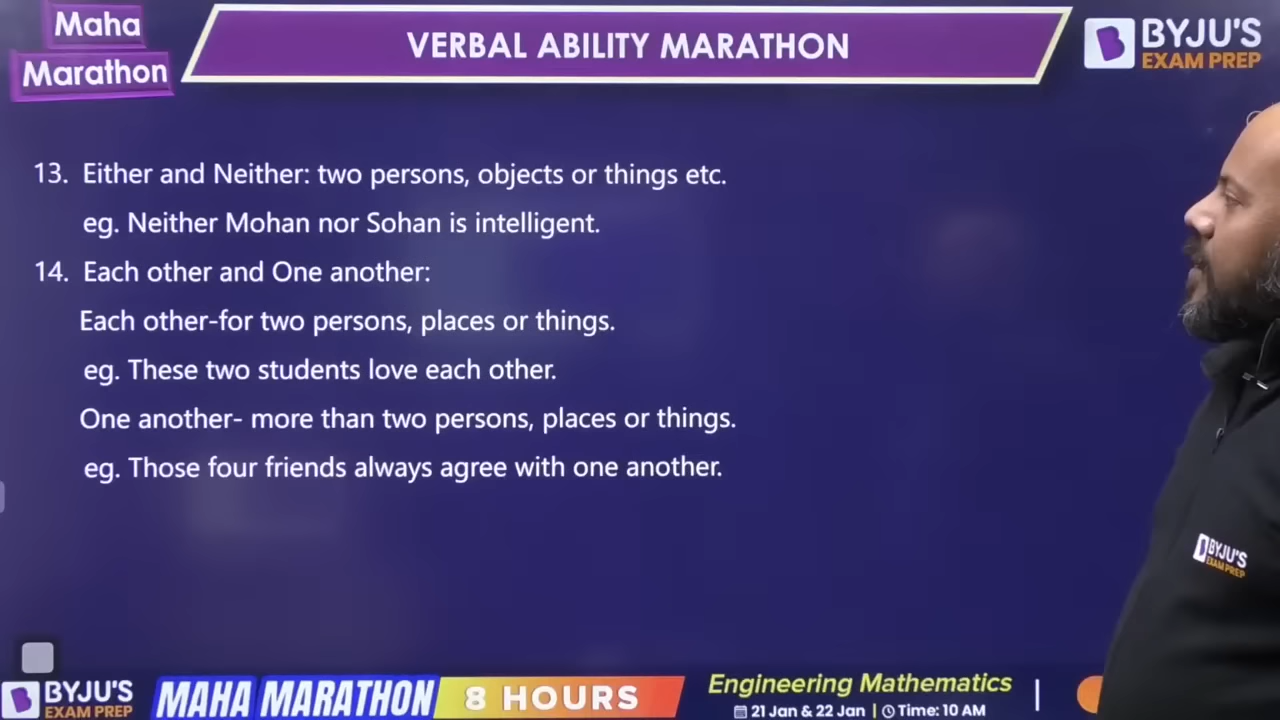 Maha
Marathon
VERBAL ABILITY MARATHON
BYJU'S
EXAM PREP
13. Either and Neither: two persons, objects or things etc.
eg. Neither Mohan nor Sohan is intelligent.
14. Each other and One another:
Each other-for two persons, places or things.
eg. These two students love each other.
One another- more than two persons, places or things.
eg. Those four friends always agree with one another.
BYJU'S
EXAM PREP
BYJU'S
EXAM PREP
MAHA MARATHON
8 HOURS
Engineering Mathematics
21 Jan & 22 Jan | Time: 10 AM